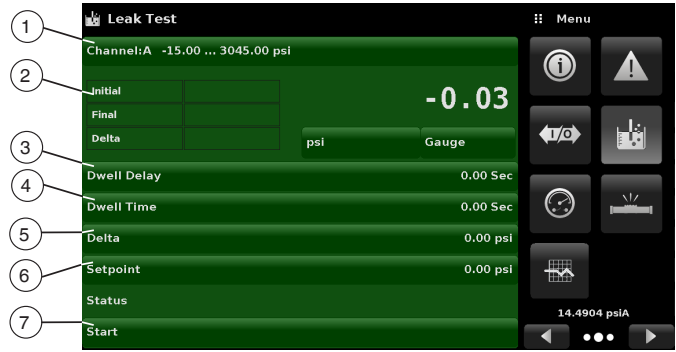 Leak Test
Menu
1
Channel:A -15.00 ... 3045.00 psi
2
Initial
Final
Delta
-0.03
psi
Gauge
I/O
3
Dwell Delay 0.00 Sec
4
Dwell Time 0.00 Sec
5
Delta 0.00 psi
6
Setpoint 0.00 psi
Status
14.4904 psiA
7
Start